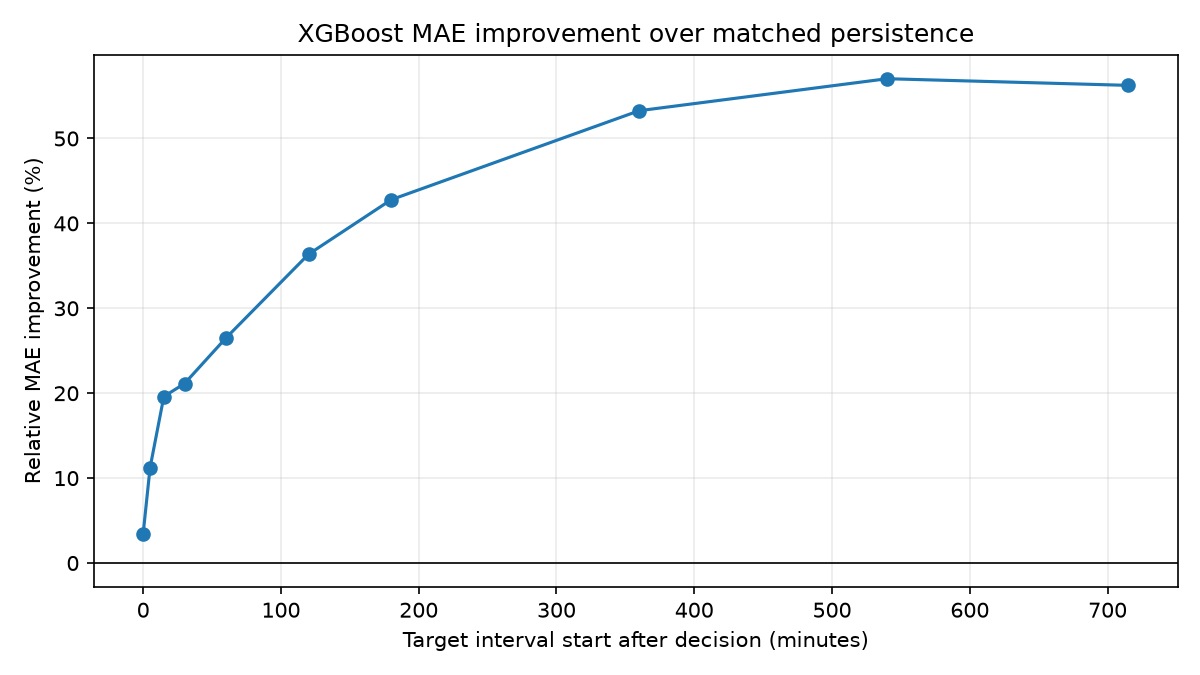 XGBoost MAE improvement over matched persistence
Relative MAE improvement (%)
50
40
30
20
10
0
0 100 200 300 400 500 600 700
Target interval start after decision (minutes)